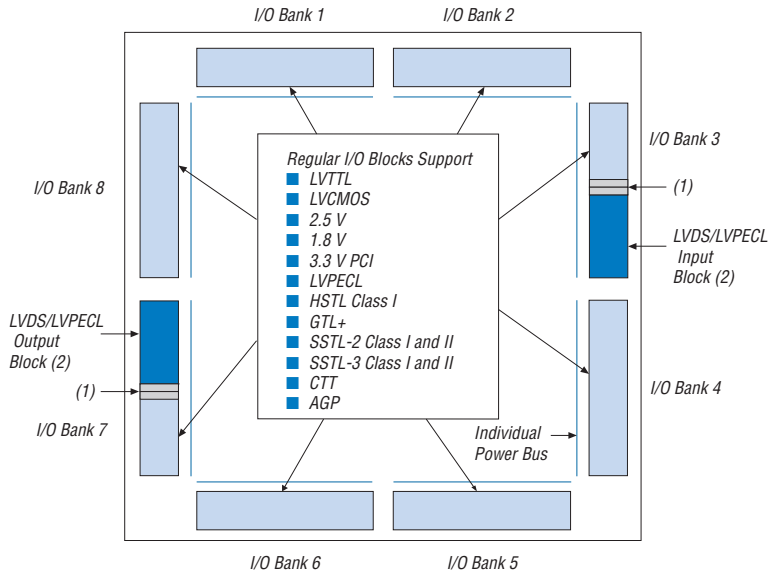 I/O Bank 1
I/O Bank 2
I/O Bank 8
I/O Bank 3
(1)
LVDS/LVPECL
Input
Block (2)
Regular I/O Blocks Support
LVTTL
LVCMOS
2.5 V
1.8 V
3.3 V PCI
LVPECL
HSTL Class I
GTL+
SSTL-2 Class I and II
SSTL-3 Class I and II
CTT
AGP
LVDS/LVPECL
Output
Block (2)
(1)
I/O Bank 7
I/O Bank 4
Individual
Power Bus
I/O Bank 6
I/O Bank 5